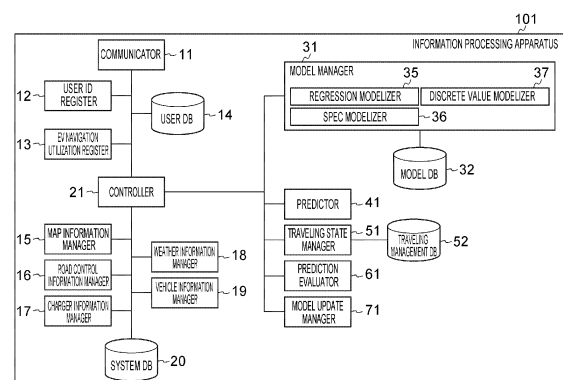 101
INFORMATION PROCESSING APPARATUS
COMMUNICATOR
11
12
USER ID
REGISTER
USER DB
14
13
EV NAVIGATION
UTILIZATION REGISTER
21
CONTROLLER
15
MAP INFORMATION
MANAGER
WEATHER INFORMATION
MANAGER
18
16
ROAD CONTROL
INFORMATION MANAGER
VEHICLE INFORMATION
MANAGER
19
17
CHARGER INFORMATION
MANAGER
SYSTEM DB
20
31
MODEL MANAGER
35
37
REGRESSION MODELIZER
DISCRETE VALUE MODELIZER
SPEC MODELIZER
36
MODEL DB
32
PREDICTOR
41
TRAVELING STATE
MANAGER
51
TRAVELING
MANAGEMENT DB
52
PREDICTION
EVALUATOR
61
MODEL UPDATE
MANAGER
71